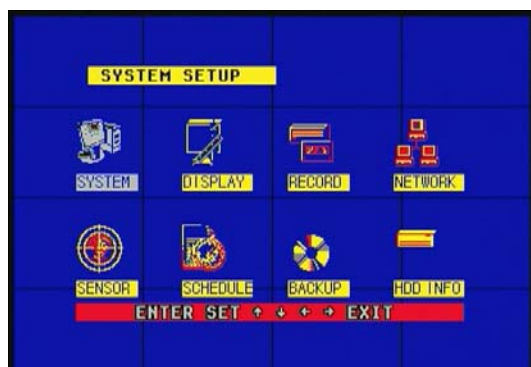 SYSTEM SETUP
SYSTEM DISPLAY RECORD NETWORK
SENSOR SCHEDULE BACKUP HDD INFO
ENTER SET ↑ ↓ ← → EXIT